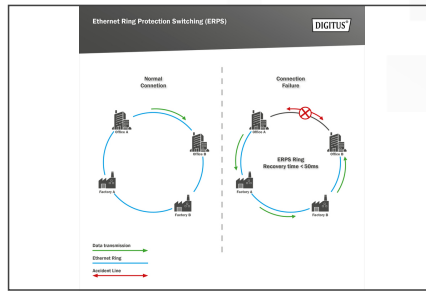 Ethernet Ring Protection Switching (ERPS)
DIGITUS®
Normal
Connetion
Connection
Failure
Office A
Office B
Factory A
Factory B
Office A
Office B
ERPS Ring
Recovery time <50ms
Factory A
Factory B
Data transmission
Ethernet Ring
Accident Line